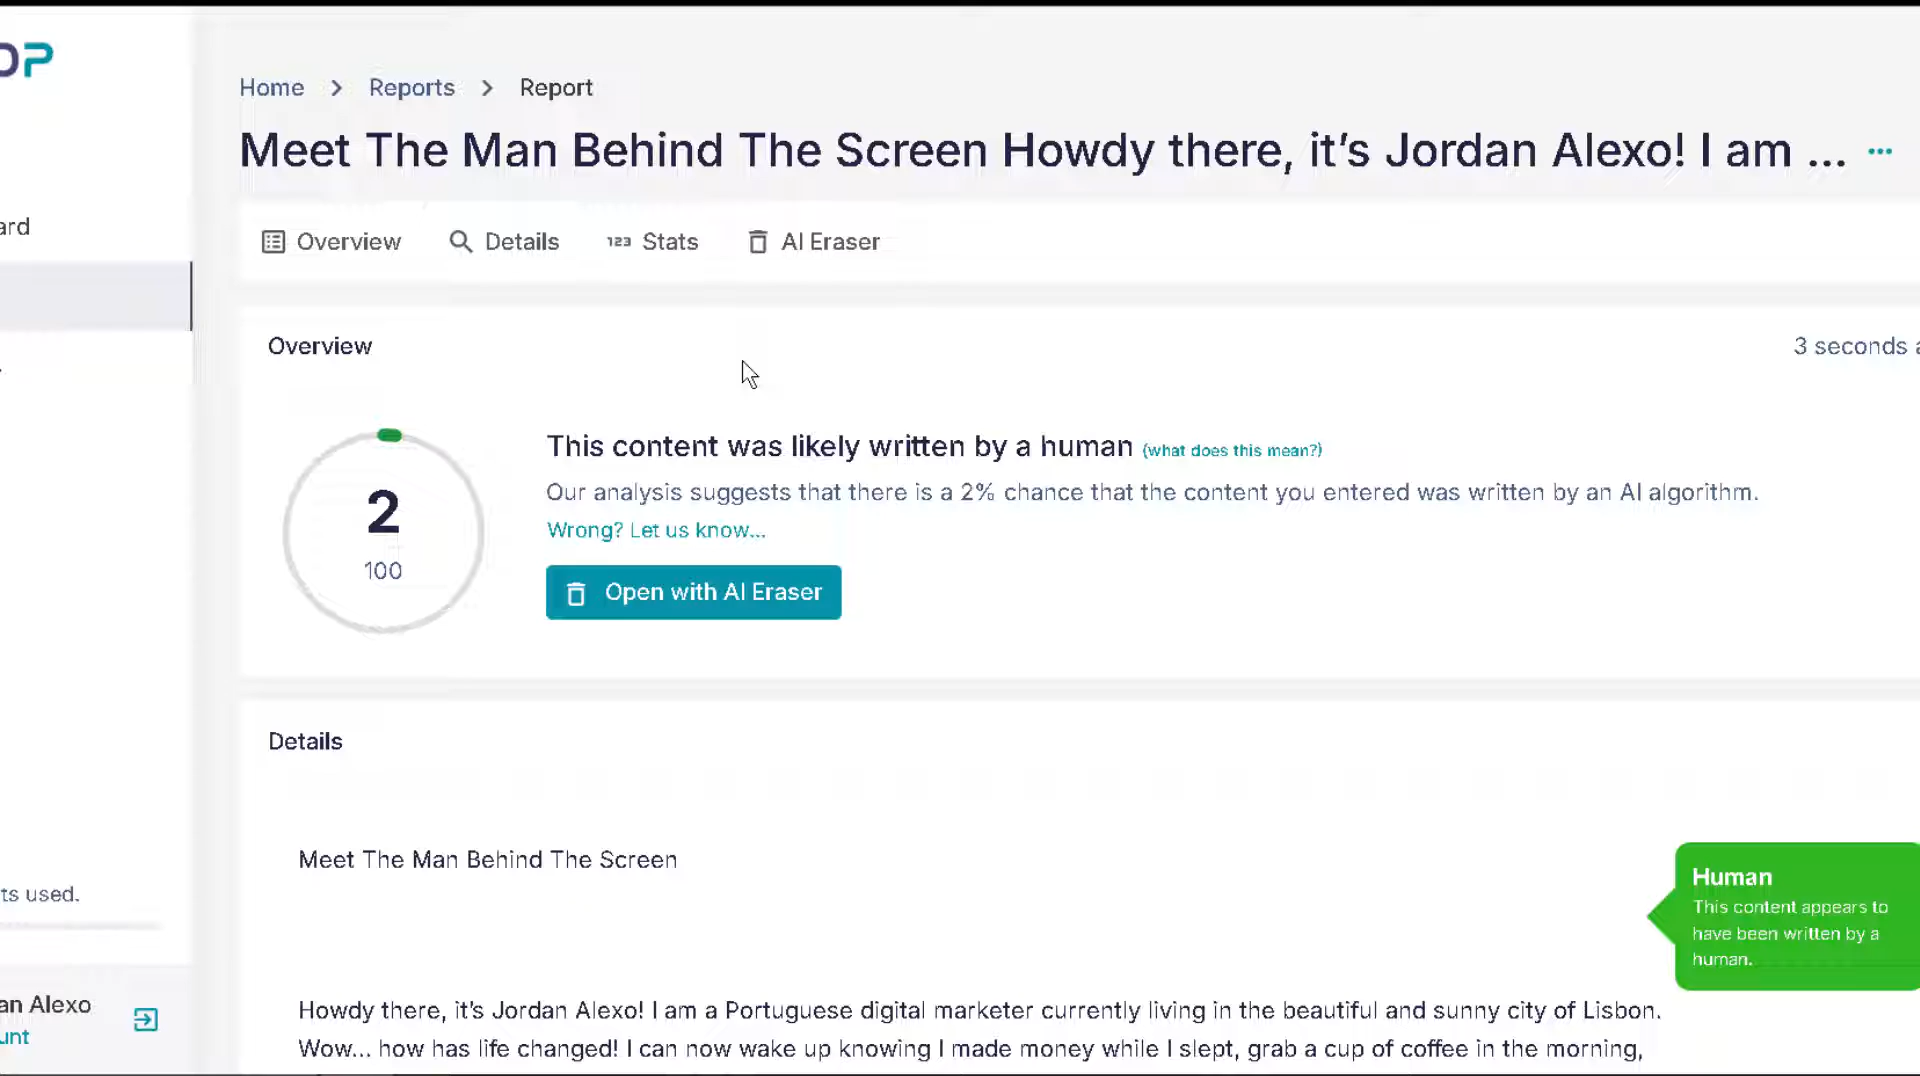 OP
Home > Reports > Report
Meet The Man Behind The Screen Howdy there, it's Jordan Alexo! I am ... ...
ard
Overview Details 123 Stats AI Eraser
Overview
3 seconds a
2
100
This content was likely written by a human (what does this mean?)
Our analysis suggests that there is a 2% chance that the content you entered was written by an AI algorithm.
Wrong? Let us know...
Open with AI Eraser
Details
Meet The Man Behind The Screen
Human
This content appears to
have been written by a
human.
ts used.
an Alexo
unt
Howdy there, it's Jordan Alexo! I am a Portuguese digital marketer currently living in the beautiful and sunny city of Lisbon.
Wow... how has life changed! I can now wake up knowing I made money while I slept, grab a cup of coffee in the morning,